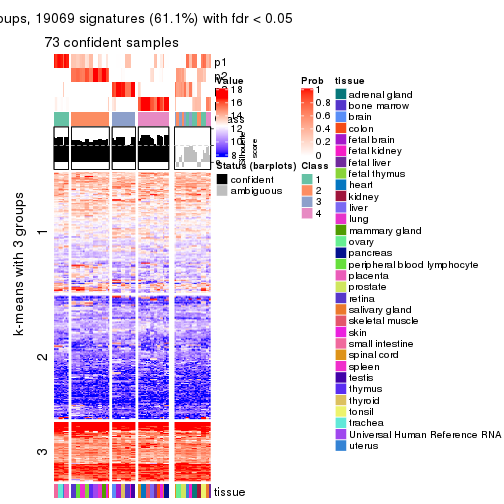 oups, 19069 signatures (61.1%) with fdr < 0.05
73 confident samples
p1
p2
Value
18
16
14
12
10
8
6
Status (barplots)
confident
ambiguous
Prob
1
0.8
0.6
0.4
0.2
0
Class
1
2
3
4
tissue
adrenal gland
bone marrow
brain
colon
fetal brain
fetal kidney
fetal liver
fetal thymus
heart
kidney
liver
lung
mammary gland
ovary
pancreas
peripheral blood lymphocyte
placenta
prostate
retina
salivary gland
skeletal muscle
skin
small intestine
spinal cord
spleen
testis
thymus
thyroid
tonsil
trachea
Universal Human Reference RNA
uterus
k-means with 3 groups
1
2
3
tissue